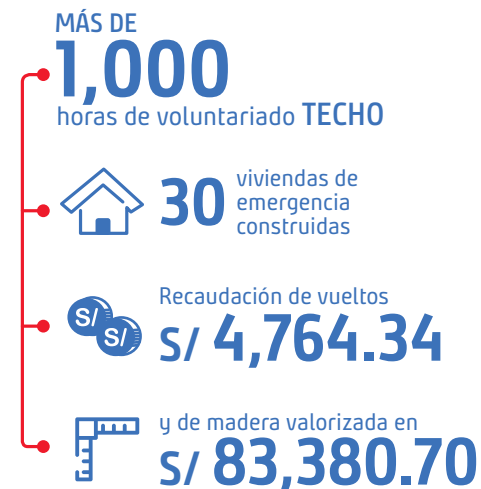 MÁS DE
1,000
horas de voluntariado TECHO
30
viviendas de
emergencia
construidas
S/
S/
Recaudación de vueltos
S/ 4,764.34
y de madera valorizada en
S/ 83,380.70